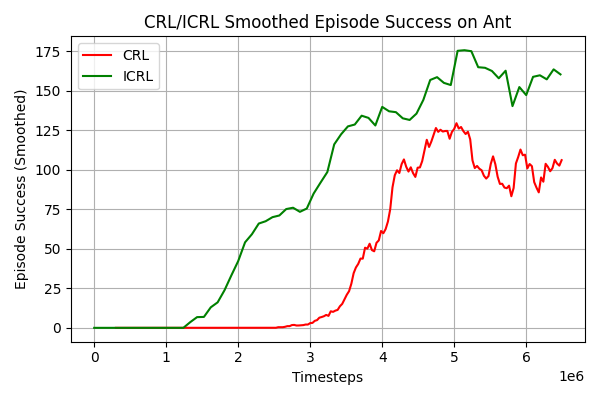 CRL/ICRL Smoothed Episode Success on Ant
CRL
ICRL
Episode Success (Smoothed)
175
150
125
100
75
50
25
0
0 1 2 3 4 5 6
1e6
Timesteps